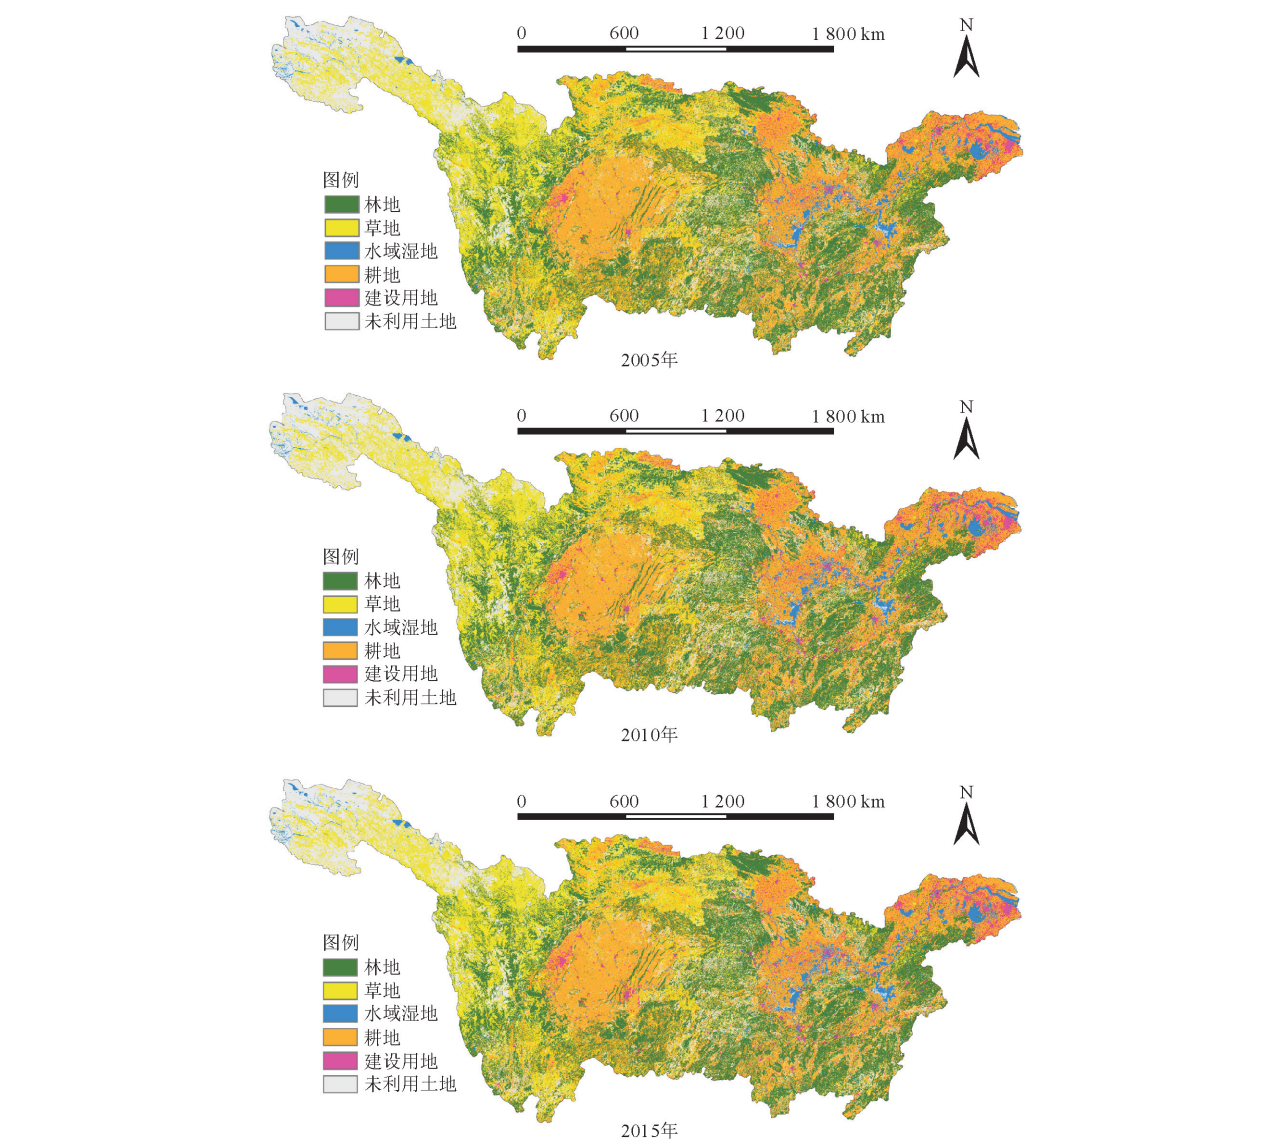 0 600 1 200 1 800 km
N
图例
林地
草地
水域湿地
耕地
建设用地
未利用土地
2005年
0 600 1 200 1 800 km
N
图例
林地
草地
水域湿地
耕地
建设用地
未利用土地
2010年
0 600 1 200 1 800 km
N
图例
林地
草地
水域湿地
耕地
建设用地
未利用土地
2015年